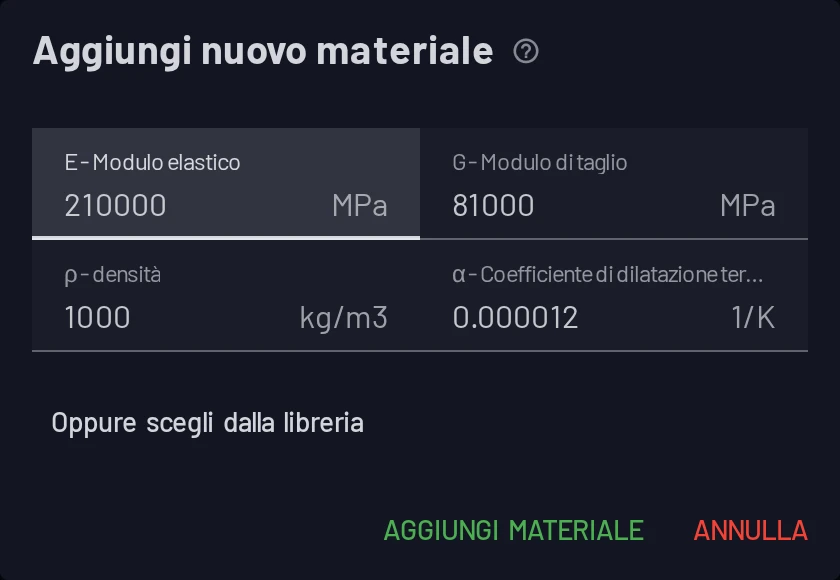 Aggiungi nuovo materiale ?
E - Modulo elastico
210000 MPa
G - Modulo di taglio
81000 MPa
ρ - densità
1000 kg/m3
α - Coefficiente di dilatazione ter...
0.000012 1/K
Oppure scegli dalla libreria
AGGIUNGI MATERIALE ANNULLA